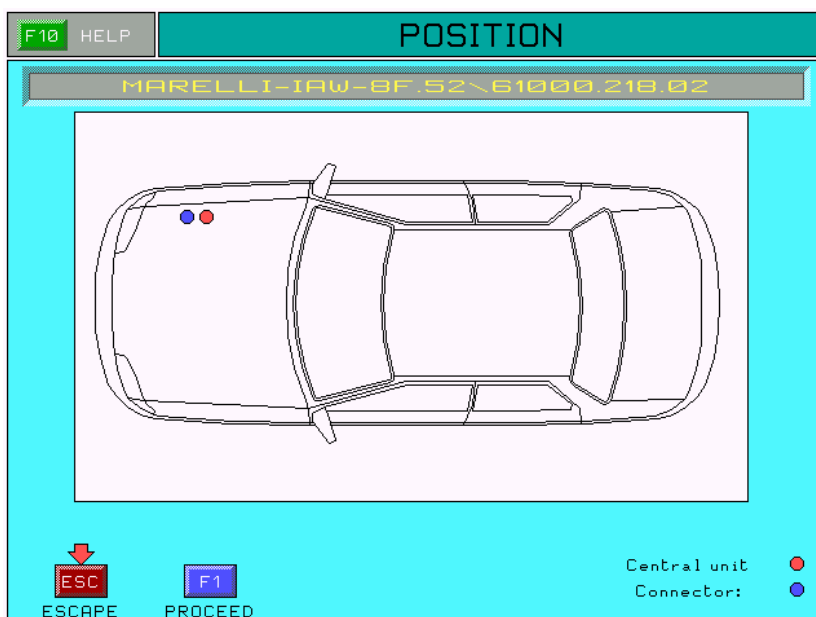 F10 HELP POSITION
MARELLI-IAW-8F.52\61000.218.02
Central unit
ESC F1
Connector:
ESCAPE PROCEED